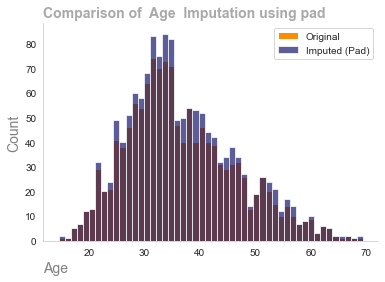 Comparison of Age Imputation using pad
Original
Imputed (Pad)
Count
80
70
60
50
40
30
20
10
0
20 30 40 50 60 70
Age